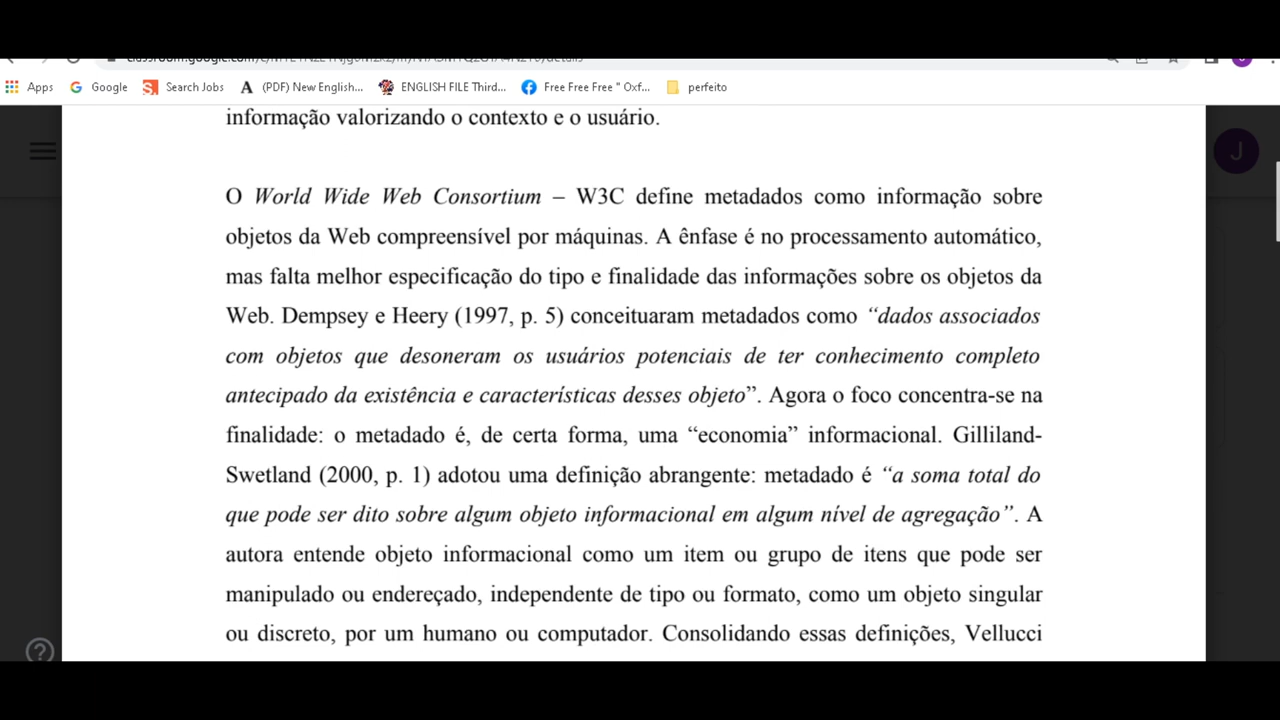 Apps Google Search Jobs (PDF) New English... ENGLISH FILE Third... Free Free Free " Oxf... perfeito
J
informação valorizando o contexto e o usuário.
O World Wide Web Consortium – W3C define metadados como informação sobre
objetos da Web compreensível por máquinas. A ênfase é no processamento automático,
mas falta melhor especificação do tipo e finalidade das informações sobre os objetos da
Web. Dempsey e Heery (1997, p. 5) conceituaram metadados como “dados associados
com objetos que desoneram os usuários potenciais de ter conhecimento completo
antecipado da existência e características desses objeto”. Agora o foco concentra-se na
finalidade: o metadado é, de certa forma, uma “economia” informacional. Gilliland-
Swetland (2000, p. 1) adotou uma definição abrangente: metadado é “a soma total do
que pode ser dito sobre algum objeto informacional em algum nível de agregação”. A
autora entende objeto informacional como um item ou grupo de itens que pode ser
manipulado ou endereçado, independente de tipo ou formato, como um objeto singular
ou discreto, por um humano ou computador. Consolidando essas definições, Vellucci